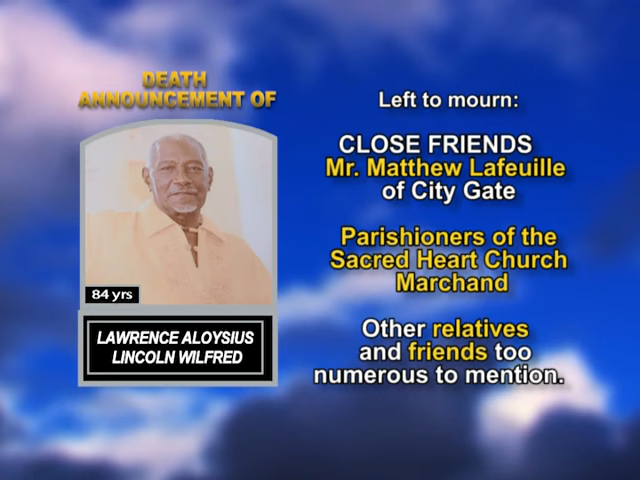 DEATH
ANNOUNCEMENT OF
84 yrs
LAWRENCE ALOYSIUS
LINCOLN WILFRED
Left to mourn:
CLOSE FRIENDS
Mr. Matthew Lafeuille
of City Gate
Parishioners of the
Sacred Heart Church
Marchand
Other relatives
and friends too
numerous to mention.